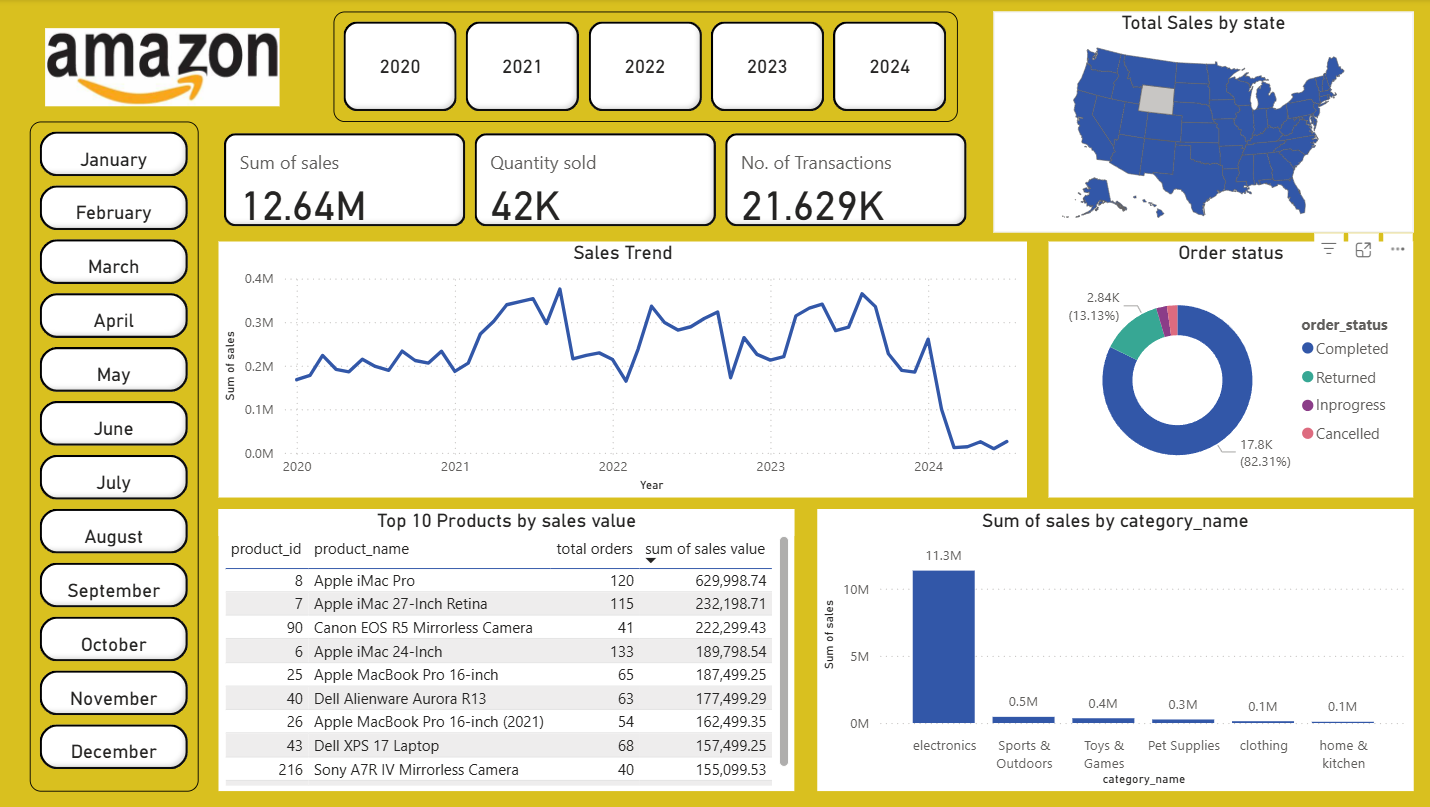 amazon
2020
2021
2022
2023
2024
January
February
March
April
May
June
July
August
September
October
November
December
Sum of sales
12.64M
Quantity sold
42K
No. of Transactions
21.629K
Total Sales by state
Sales Trend
Sum of sales
0.4M
0.3M
0.2M
0.1M
0.0M
2020 2021 2022 2023 2024
Year
Order status
2.84K
(13.13%)
17.8K
(82.31%)
order_status
Completed
Returned
Inprogress
Cancelled
Top 10 Products by sales value
product_id product_name total orders sum of sales value
8 Apple iMac Pro 120 629,998.74
7 Apple iMac 27-Inch Retina 115 232,198.71
90 Canon EOS R5 Mirrorless Camera 41 222,299.43
6 Apple iMac 24-Inch 133 189,798.54
25 Apple MacBook Pro 16-inch 65 187,499.25
40 Dell Alienware Aurora R13 63 177,499.29
26 Apple MacBook Pro 16-inch (2021) 54 162,499.35
43 Dell XPS 17 Laptop 68 157,499.25
216 Sony A7R IV Mirrorless Camera 40 155,099.53
Sum of sales by category_name
Sum of sales
10M
5M
0M
11.3M
0.5M
0.4M
0.3M
0.1M
0.1M
electronics
Sports &
Outdoors
Toys &
Games
Pet Supplies
clothing
home &
kitchen
category_name